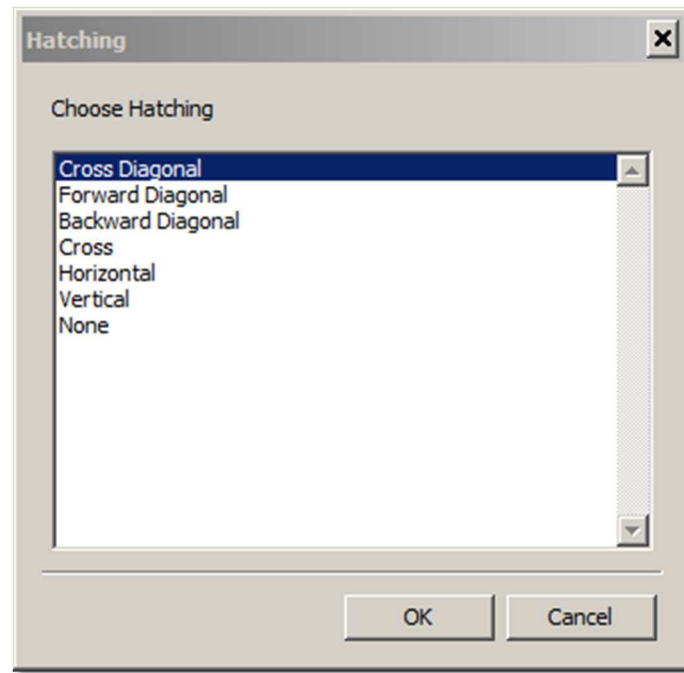 Hatching
Choose Hatching
Cross Diagonal
Forward Diagonal
Backward Diagonal
Cross
Horizontal
Vertical
None
OK
Cancel